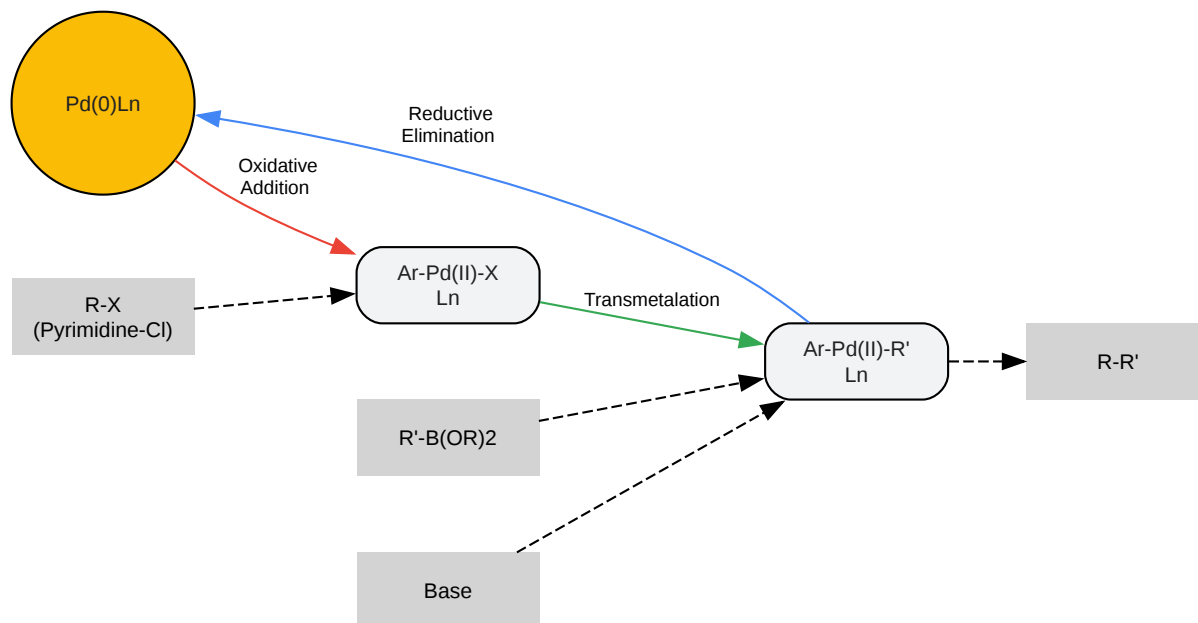 Pd(0)Ln
Reductive
Elimination
Oxidative
Addition
Ar-Pd(II)-X
Ln
R-X
(Pyrimidine-Cl)
Transmetalation
Ar-Pd(II)-R'
Ln
R-R'
R'-B(OR)2
Base